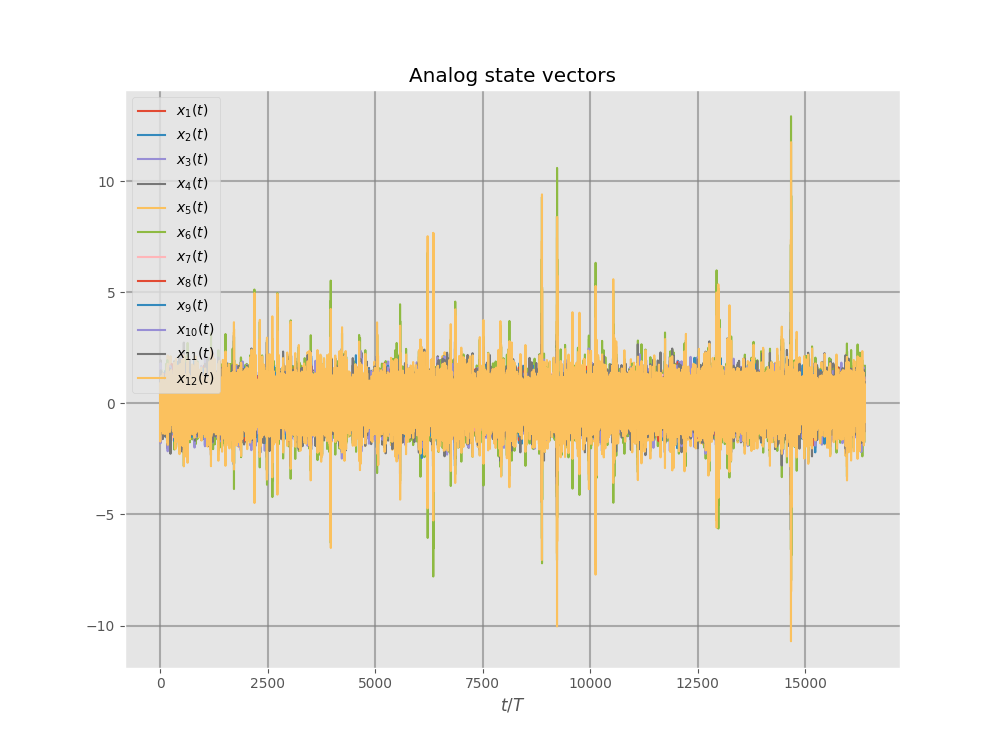 Analog state vectors
x₁(t)
x₂(t)
x₃(t)
x₄(t)
x₅(t)
x₆(t)
x₇(t)
x₈(t)
x₉(t)
x₁₀(t)
x₁₁(t)
x₁₂(t)
10
5
0
−5
−10
0 2500 5000 7500 10000 12500 15000
t/T